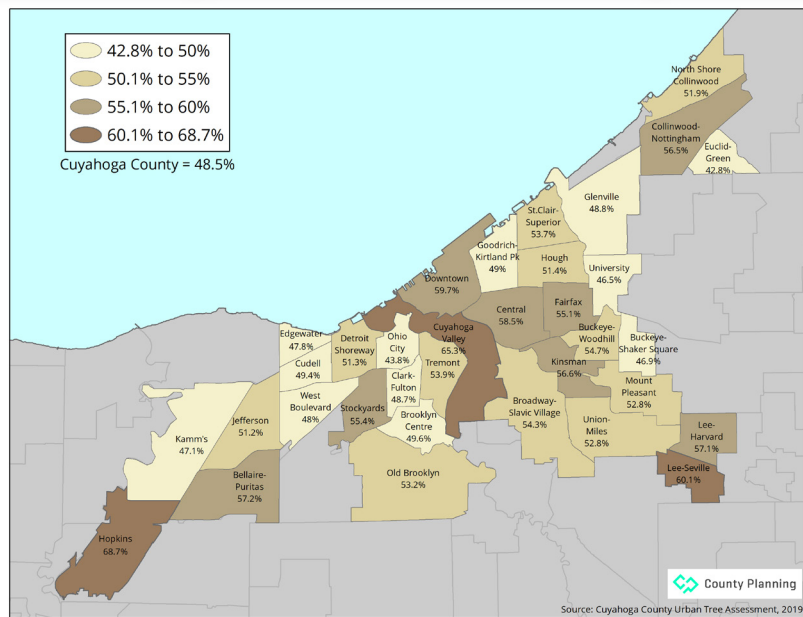 42.8% to 50%
50.1% to 55%
55.1% to 60%
60.1% to 68.7%
Cuyahoga County = 48.5%
North Shore
Collinwood
51.9%
Collinwood-
Nottingham
56.5%
Euclid-
Green
42.8%
Glenville
48.8%
St.Clair-
Superior
53.7%
Goodrich-
Kirtland Pk
49%
Hough
51.4%
University
46.5%
Downtown
59.7%
Central
58.5%
Fairfax
55.1%
Buckeye-
Woodhill
54.7%
Buckeye-
Shaker Square
46.9%
Cuyahoga
Valley
65.3%
Edgewater
47.8%
Detroit
Shoreway
51.3%
Ohio
City
43.8%
Tremont
53.9%
Cudell
49.4%
Clark-
Fulton
48.7%
Kinsman
56.6%
Mount
Pleasant
52.8%
West
Boulevard
48%
Stockyards
55.4%
Brooklyn
Centre
49.6%
Broadway-
Slavic Village
54.3%
Union-
Miles
52.8%
Lee-
Harvard
57.1%
Jefferson
51.2%
Kamm's
47.1%
Lee-Seville
60.1%
Bellaire-
Puritas
57.2%
Old Brooklyn
53.2%
Hopkins
68.7%
County Planning
Source: Cuyahoga County Urban Tree Assessment, 2019